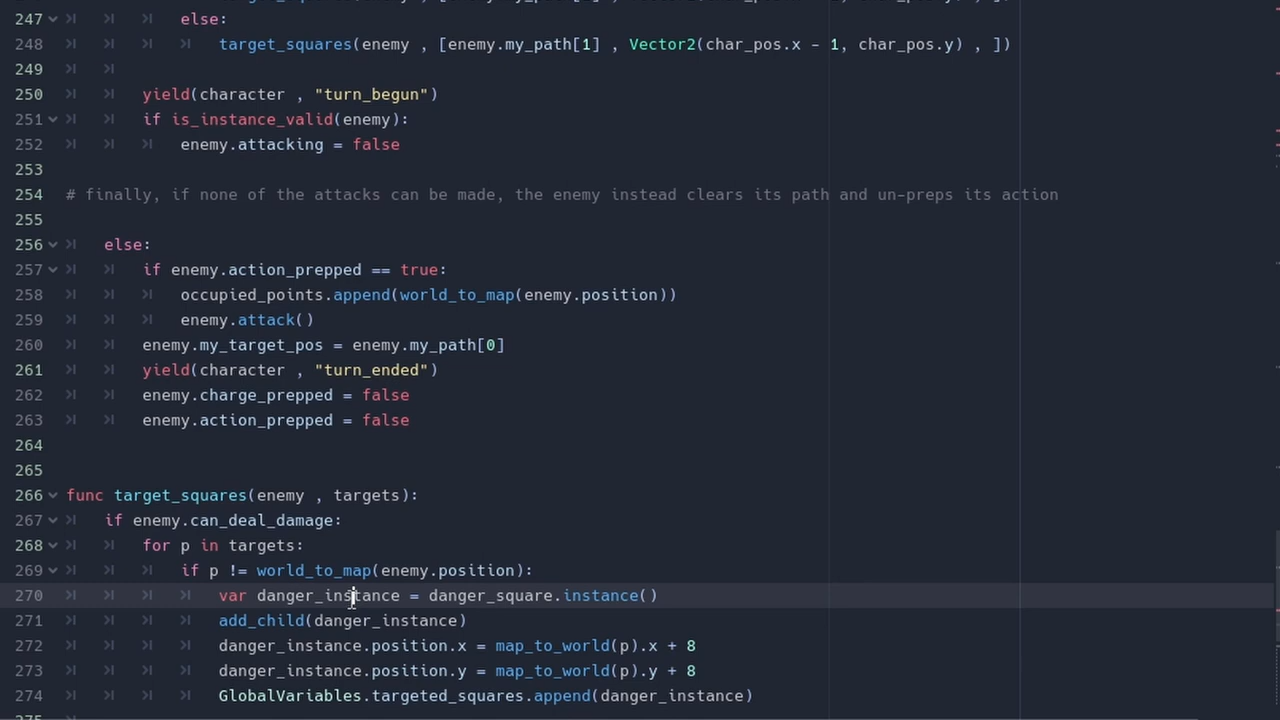 247 else:
248 target_squares(enemy , [enemy.my_path[1] , Vector2(char_pos.x - 1, char_pos.y) , ])
249
250 yield(character , "turn_begun")
251 if is_instance_valid(enemy):
252 enemy.attacking = false
253
254 # finally, if none of the attacks can be made, the enemy instead clears its path and un-preps its action
255
256 else:
257 if enemy.action_prepped == true:
258 occupied_points.append(world_to_map(enemy.position))
259 enemy.attack()
260 enemy.my_target_pos = enemy.my_path[0]
261 yield(character , "turn_ended")
262 enemy.charge_prepped = false
263 enemy.action_prepped = false
264
265
266 func target_squares(enemy , targets):
267 if enemy.can_deal_damage:
268 for p in targets:
269 if p != world_to_map(enemy.position):
270 var danger_instance = danger_square.instance()
271 add_child(danger_instance)
272 danger_instance.position.x = map_to_world(p).x + 8
273 danger_instance.position.y = map_to_world(p).y + 8
274 GlobalVariables.targeted_squares.append(danger_instance)